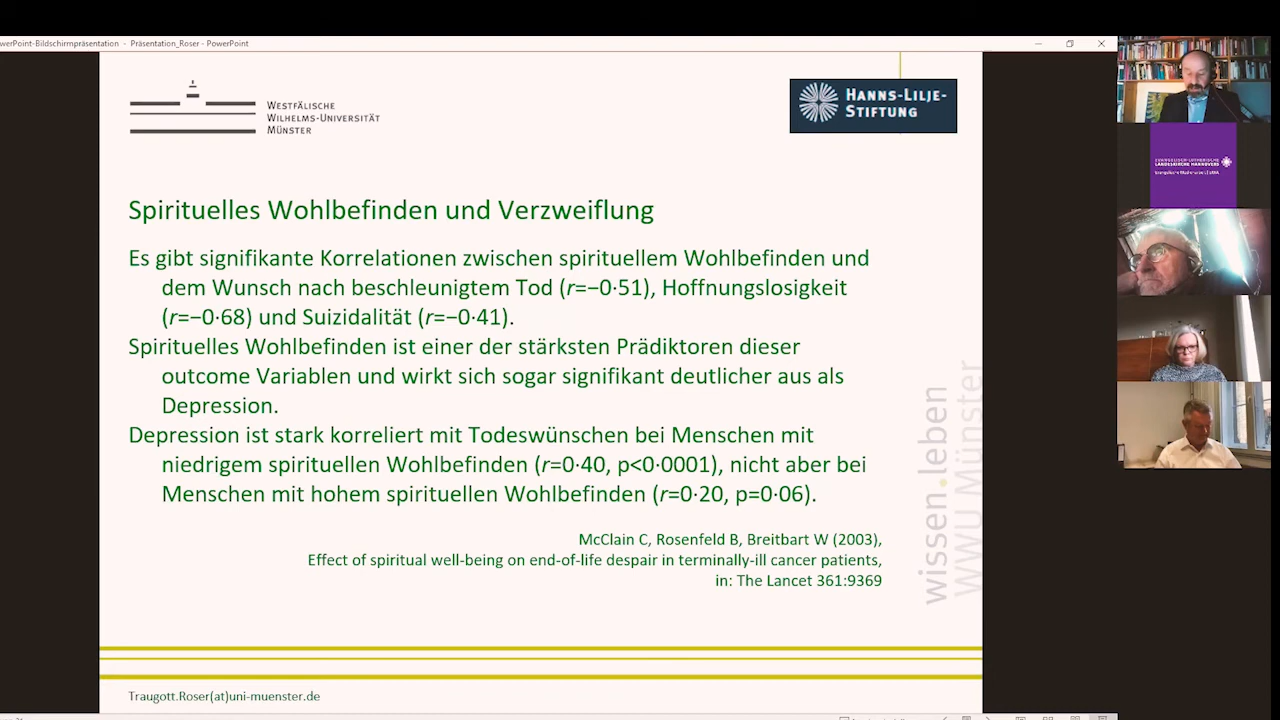 werPoint-Bildschirmpräsentation - Präsentation_Roser - PowerPoint
WESTFÄLISCHE
WILHELMS-UNIVERSITÄT
MÜNSTER
HANNS-LILJE-
STIFTUNG
EVANGELISCH-LUTHERISCHE
LANDESKIRCHE HANNOVERS
Spirituelles Wohlbefinden und Verzweiflung
Es gibt signifikante Korrelationen zwischen spirituellem Wohlbefinden und
dem Wunsch nach beschleunigtem Tod (r=−0·51), Hoffnungslosigkeit
(r=−0·68) und Suizidalität (r=−0·41).
Spirituelles Wohlbefinden ist einer der stärksten Prädiktoren dieser
outcome Variablen und wirkt sich sogar signifikant deutlicher aus als
Depression.
Depression ist stark korreliert mit Todeswünschen bei Menschen mit
niedrigem spirituellen Wohlbefinden (r=0·40, p<0·0001), nicht aber bei
Menschen mit hohem spirituellen Wohlbefinden (r=0·20, p=0·06).
McClain C, Rosenfeld B, Breitbart W (2003),
Effect of spiritual well-being on end-of-life despair in terminally-ill cancer patients,
in: The Lancet 361:9369
wissen.leben
WWU Münster
Traugott.Roser(at)uni-muenster.de